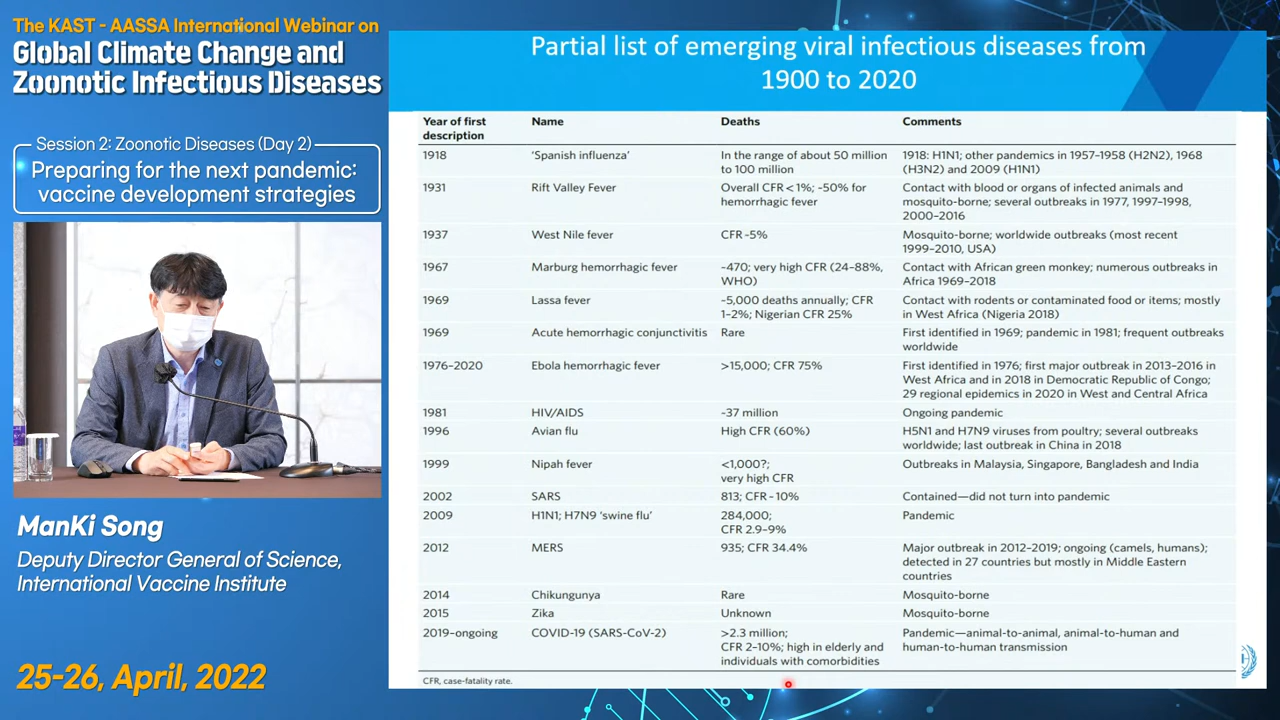 The KAST - AASSA International Webinar on
Global Climate Change and
Zoonotic Infectious Diseases
Session 2: Zoonotic Diseases (Day 2)
Preparing for the next pandemic:
vaccine development strategies
ManKi Song
Deputy Director General of Science,
International Vaccine Institute
25-26, April, 2022
Partial list of emerging viral infectious diseases from
1900 to 2020
Year of first
description
Name
Deaths
Comments
1918
'Spanish influenza'
In the range of about 50 million
to 100 million
1918: H1N1; other pandemics in 1957–1958 (H2N2), 1968
(H3N2) and 2009 (H1N1)
1931
Rift Valley Fever
Overall CFR < 1%; ~50% for
hemorrhagic fever
Contact with blood or organs of infected animals and
mosquito-borne; several outbreaks in 1977, 1997–1998,
2000–2016
1937
West Nile fever
CFR ~5%
Mosquito-borne; worldwide outbreaks (most recent
1999–2010, USA)
1967
Marburg hemorrhagic fever
~470; very high CFR (24–88%,
WHO)
Contact with African green monkey; numerous outbreaks in
Africa 1969–2018
1969
Lassa fever
~5,000 deaths annually; CFR
1–2%; Nigerian CFR 25%
Contact with rodents or contaminated food or items; mostly
in West Africa (Nigeria 2018)
1969
Acute hemorrhagic conjunctivitis
Rare
First identified in 1969; pandemic in 1981; frequent outbreaks
worldwide
1976–2020
Ebola hemorrhagic fever
>15,000; CFR 75%
First identified in 1976; first major outbreak in 2013–2016 in
West Africa and in 2018 in Democratic Republic of Congo;
29 regional epidemics in 2020 in West and Central Africa
1981
HIV/AIDS
~37 million
Ongoing pandemic
1996
Avian flu
High CFR (60%)
H5N1 and H7N9 viruses from poultry; several outbreaks
worldwide; last outbreak in China in 2018
1999
Nipah fever
<1,000?;
very high CFR
Outbreaks in Malaysia, Singapore, Bangladesh and India
2002
SARS
813; CFR ~10%
Contained—did not turn into pandemic
2009
H1N1; H7N9 'swine flu'
284,000;
CFR 2.9–9%
Pandemic
2012
MERS
935; CFR 34.4%
Major outbreak in 2012–2019; ongoing (camels, humans);
detected in 27 countries but mostly in Middle Eastern
countries
2014
Chikungunya
Rare
Mosquito-borne
2015
Zika
Unknown
Mosquito-borne
2019–ongoing
COVID-19 (SARS-CoV-2)
>2.3 million;
CFR 2–10%; high in elderly and
individuals with comorbidities
Pandemic—animal-to-animal, animal-to-human and
human-to-human transmission
CFR, case-fatality rate.